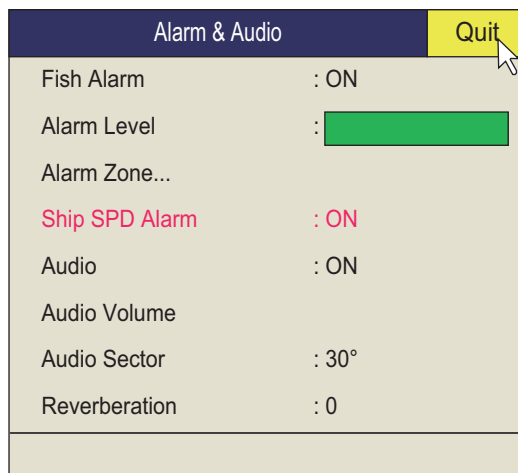 Alarm & Audio Quit
Fish Alarm : ON
Alarm Level :
Alarm Zone...
Ship SPD Alarm : ON
Audio : ON
Audio Volume
Audio Sector : 30°
Reverberation : 0